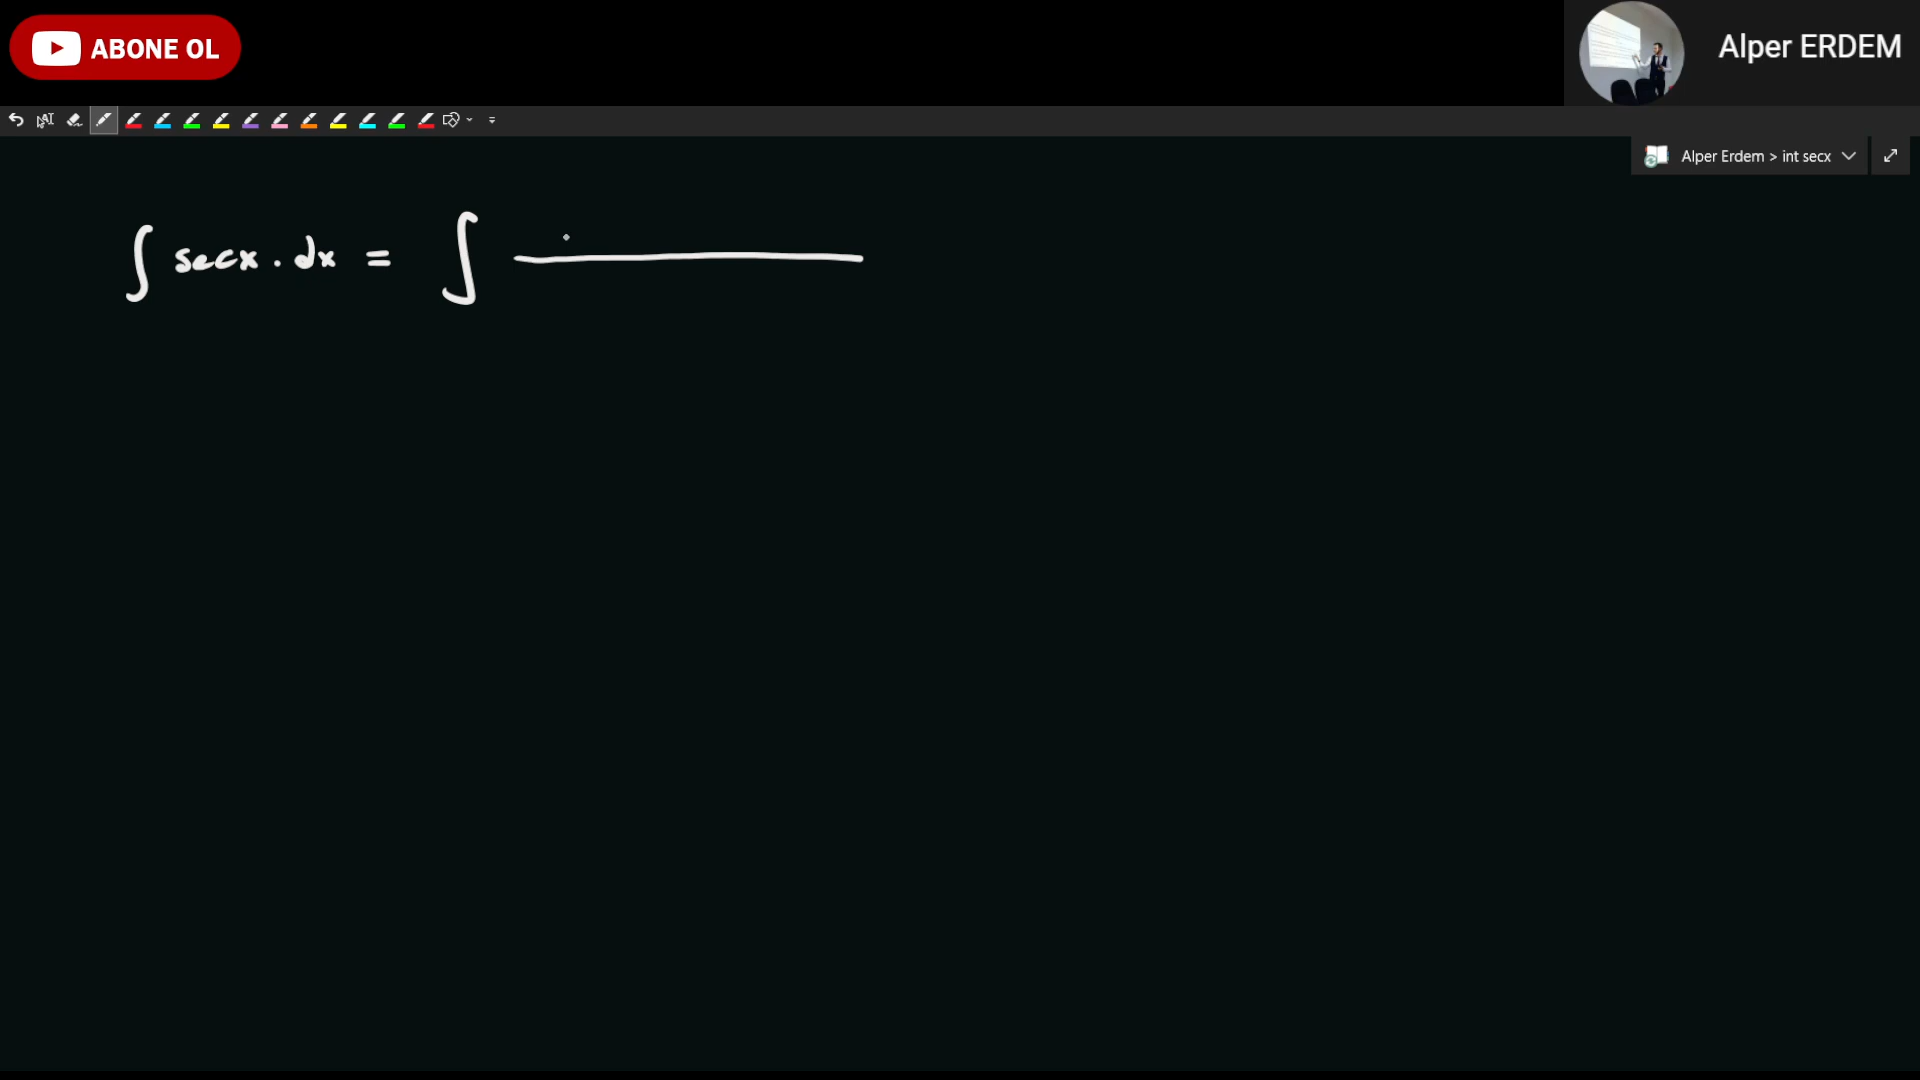 ABONE OL
Alper ERDEM
Alper Erdem > int secx
∫ secx . dx = ∫